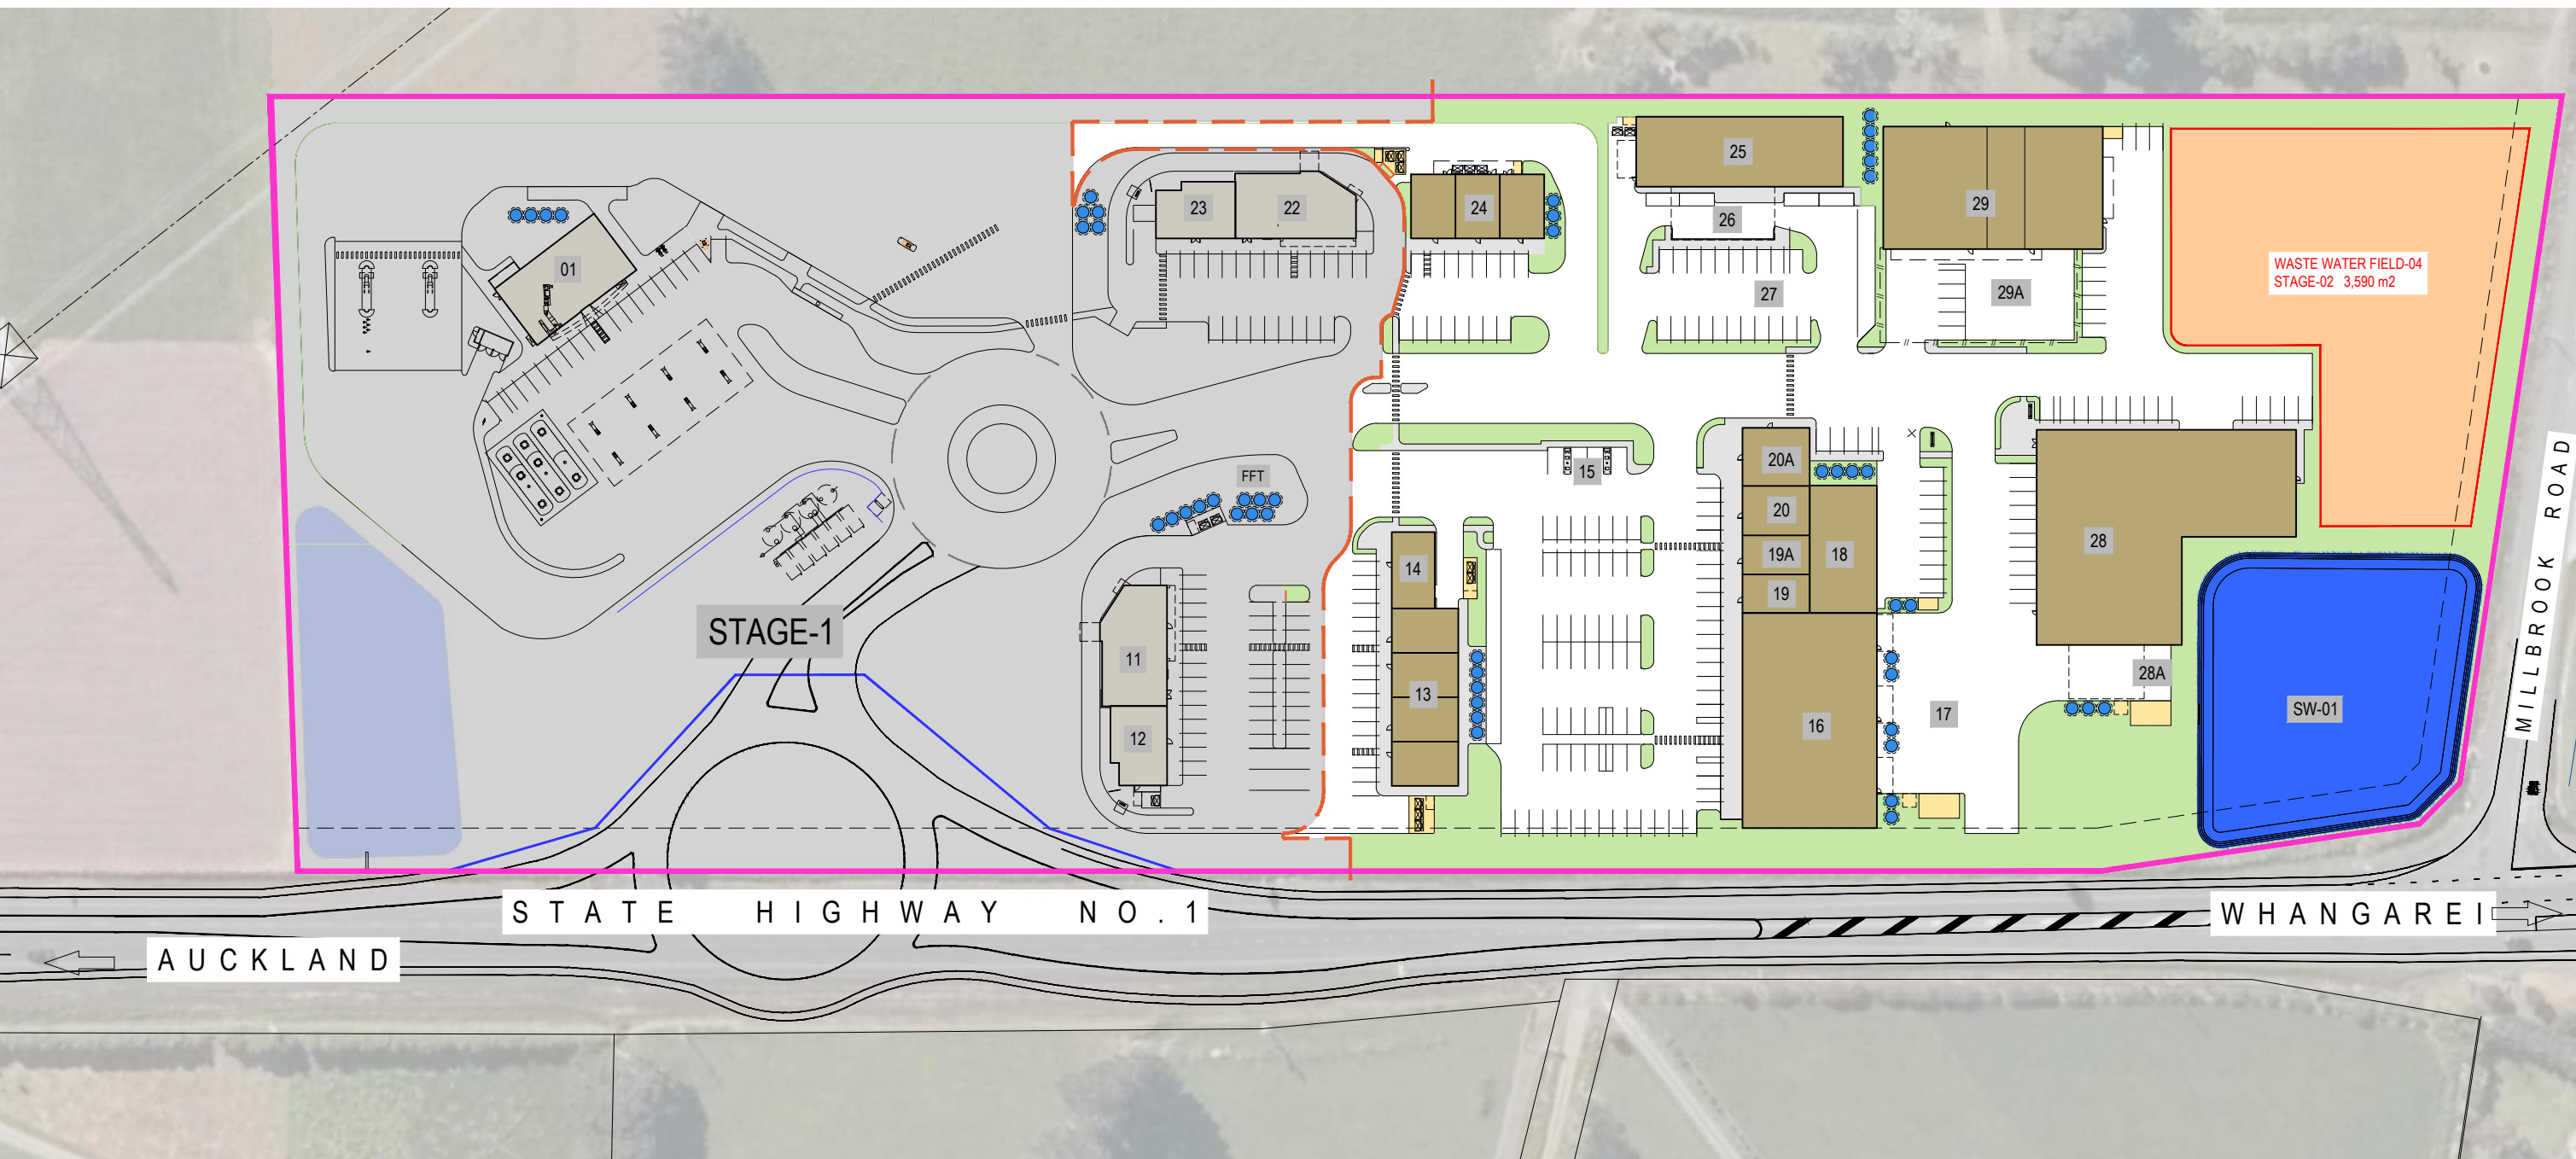 25
23
22
24
29
26
01
WASTE WATER FIELD-04
STAGE-02 3,590 m2
27
29A
20A
15
FFT
20
19A
18
28
14
19
STAGE-1
11
28A
13
12
16
17
SW-01
MILLBROOK ROAD
STATE HIGHWAY NO.1
WHANGAREI
AUCKLAND